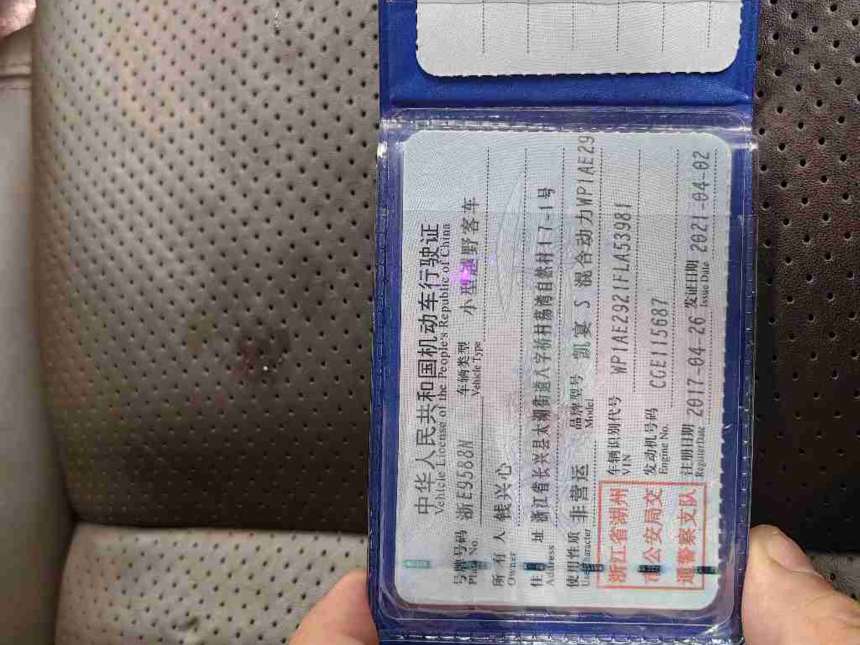 中华人民共和国机动车行驶证
Vehicle License of the People's Republic of China
号牌号码 浙E9588N 车辆类型 小型越野客车
Plate No. Vehicle Type
所有人 钱兴心
Owner
住址 浙江省长兴县太湖街道八字桥村荡湾自然村17-1号
Address
使用性质 非营运 品牌型号 凯宴 S 混合动力WP1AE29
Use Character Model
浙江省湖州
市公安局交
通警察支队
车辆识别代号 WP1AE2921FLA53981
VIN
发动机号码 CGE115687
Engine No.
注册日期 2017-04-26 发证日期 2021-04-02
Register Date Issue Date